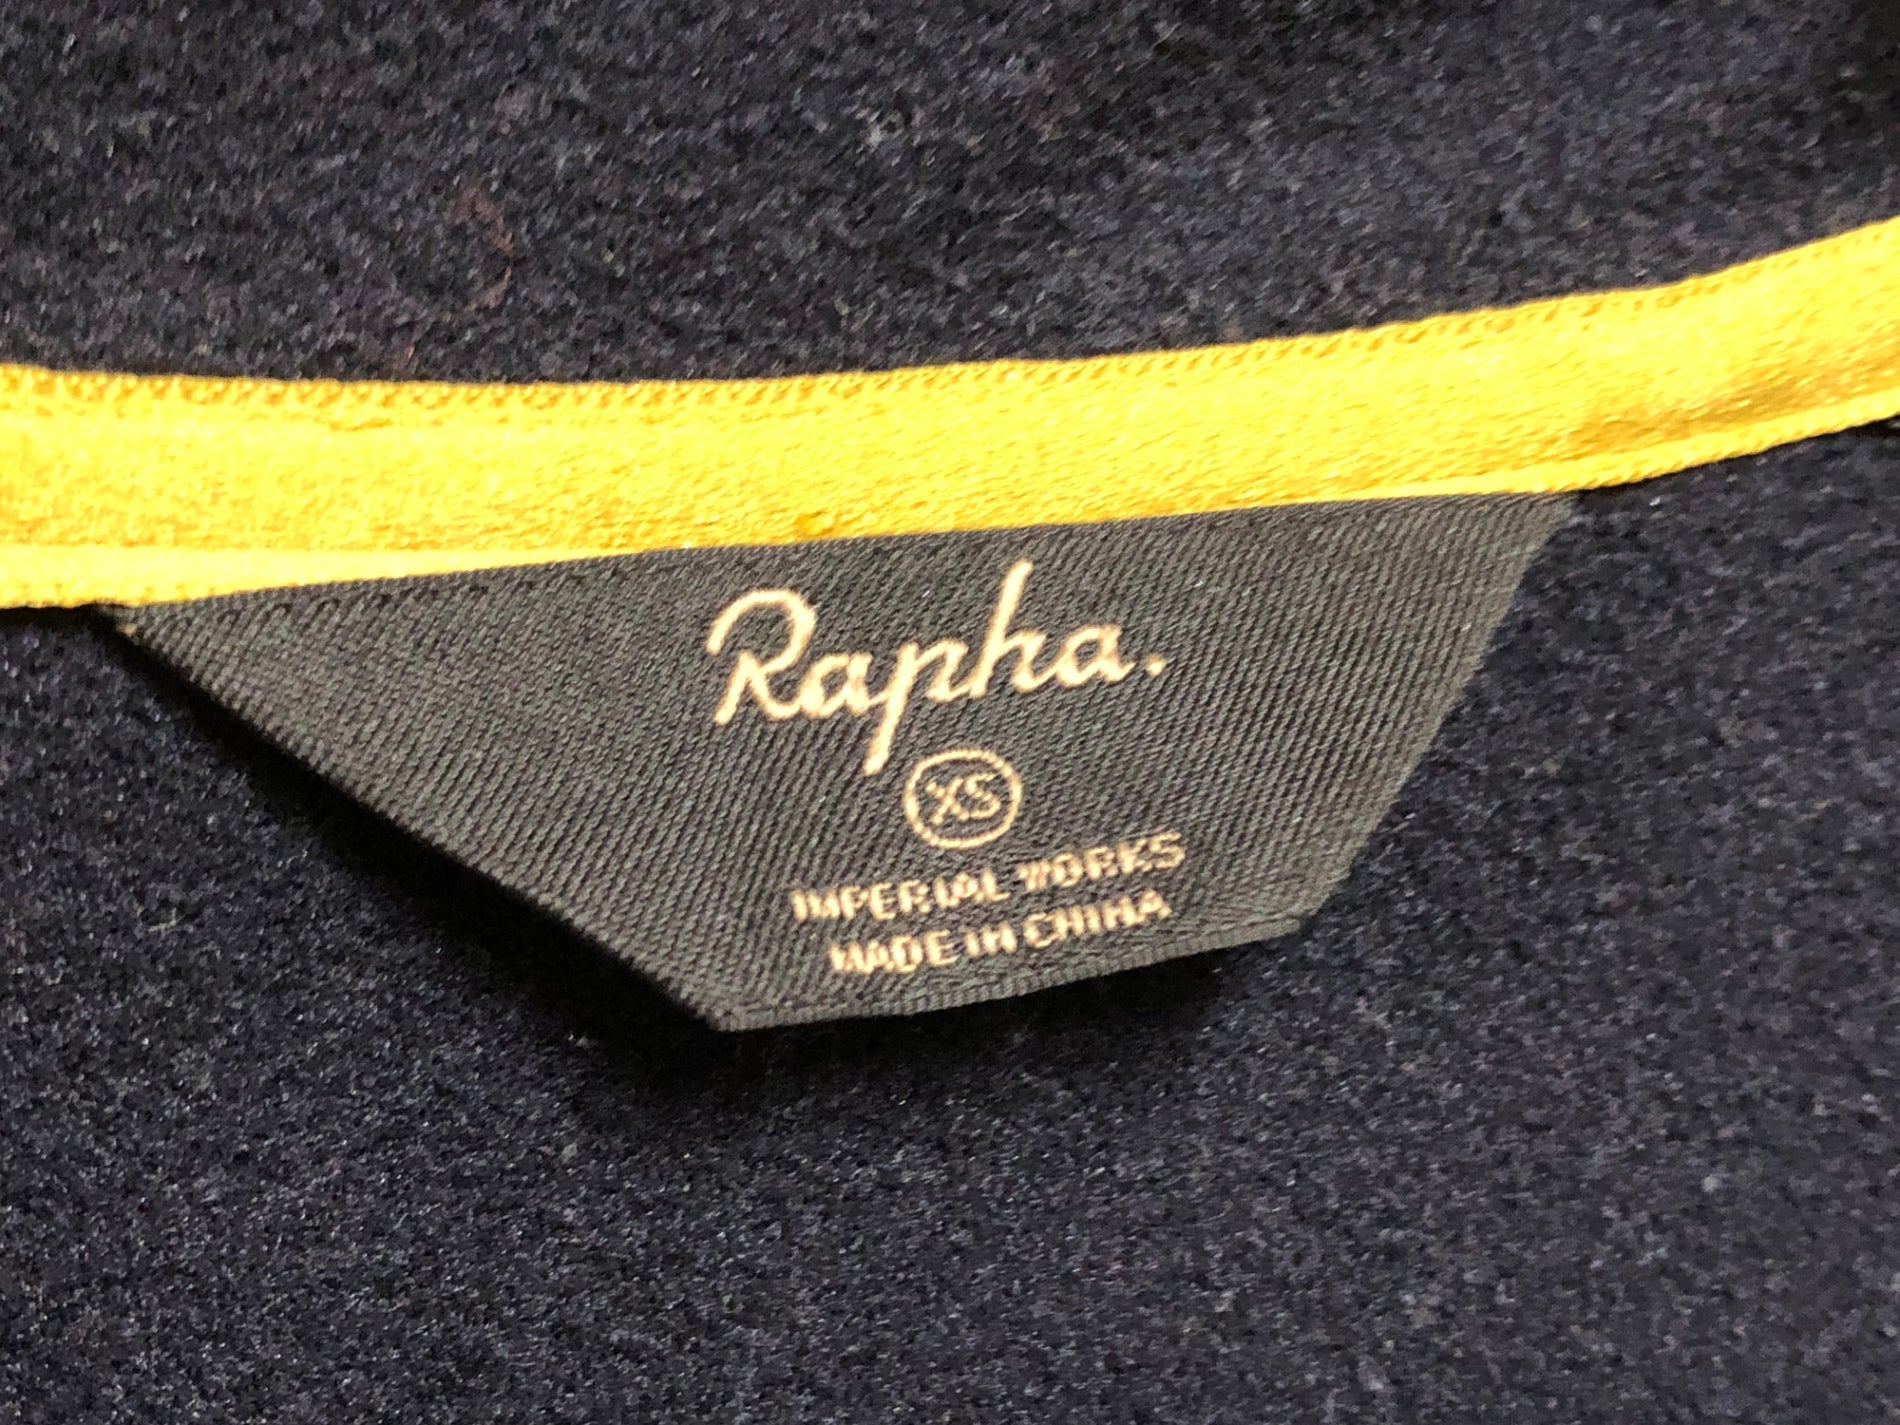 Rapha.
XS
IMPERIAL WORKS
MADE IN CHINA